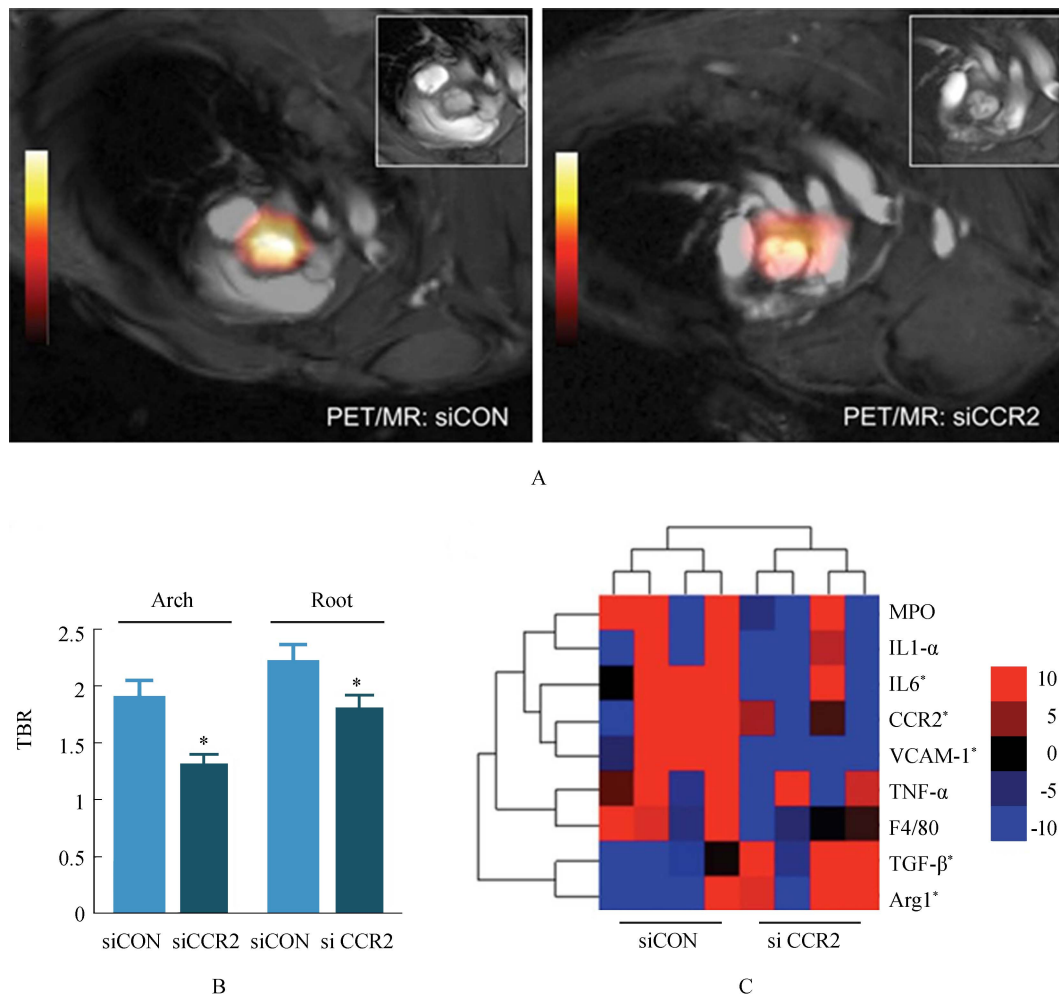 PET/MR: siCON
PET/MR: siCCR2
A
Arch
Root
2.5
2
1.5
1
0.5
0
TBR
*
*
siCON
siCCR2
siCON
si CCR2
B
MPO
IL1-α
IL6*
CCR2*
VCAM-1*
TNF-α
F4/80
TGF-β*
Arg1*
10
5
0
-5
-10
siCON
si CCR2
C